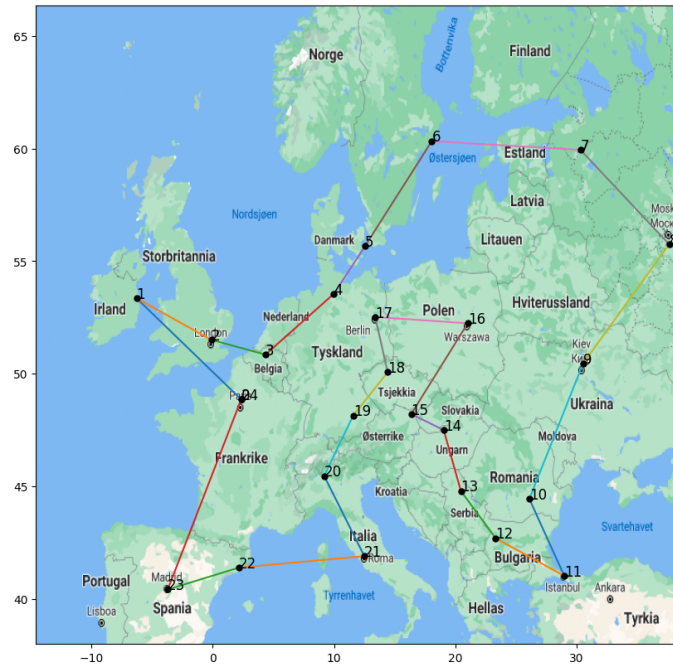 65
60
55
50
45
40
−10
0
10
20
30
Norge
Bottenvika
Finland
6
7
Østersjøen
Estland
Nordsjøen
Latvia
Danmark
5
Litauen
Storbritannia
Irland
1
4
Nederland
Hviterussland
17
Polen
16
Berlin
Warszawa
London
2
3
Belgia
Tyskland
Kiev
9
18
Tsjekkia
24
Ukraina
19
15
Slovakia
14
Østerrike
Ungarn
Moldova
Frankrike
20
Kroatia
13
Romania
10
Serbia
Svartehavet
12
Italia
21
Roma
Bulgaria
11
Istanbul
22
Portugal
Madrid
23
Spania
Tyrrenhavet
Hellas
Ankara
Lisboa
Tyrkia